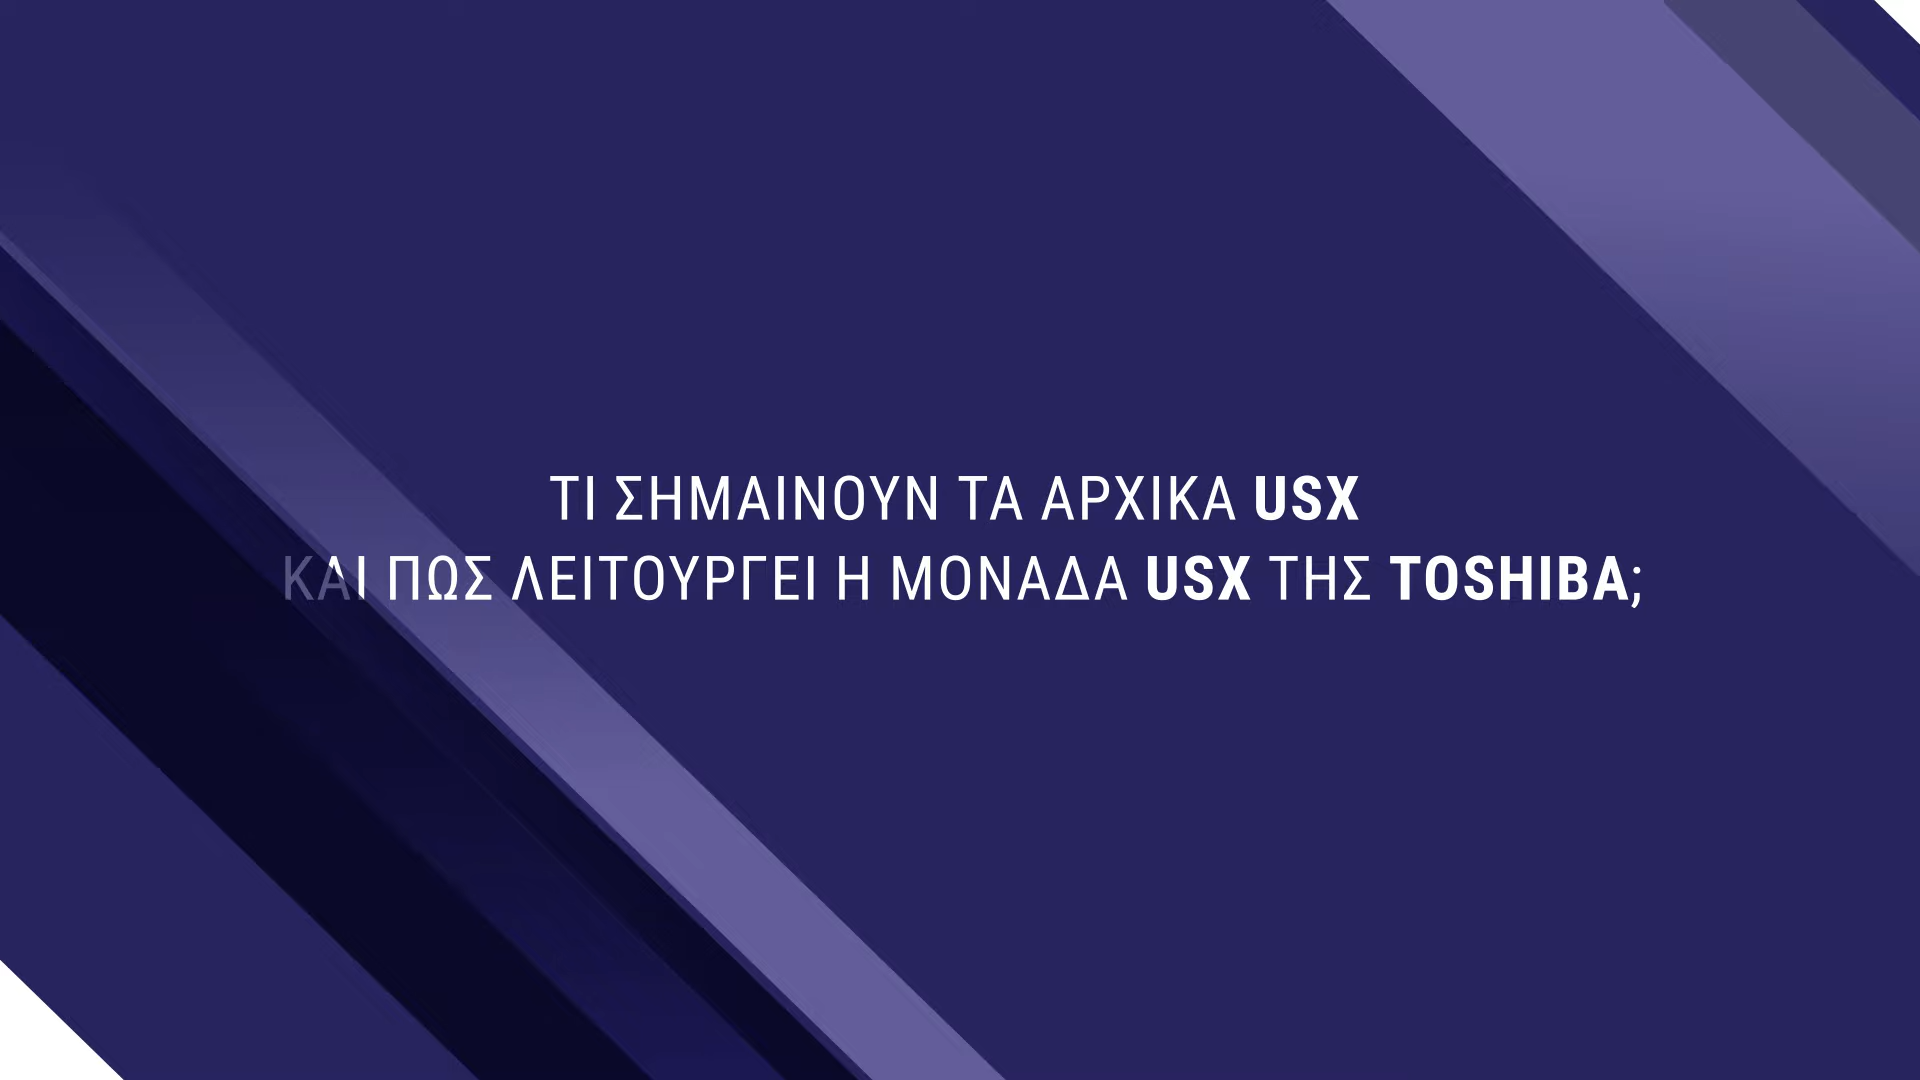 ΤΙ ΣΗΜΑΙΝΟΥΝ ΤΑ ΑΡΧΙΚΑ USX
ΚΑΙ ΠΩΣ ΛΕΙΤΟΥΡΓΕΙ Η ΜΟΝΑΔΑ USX ΤΗΣ TOSHIBA;